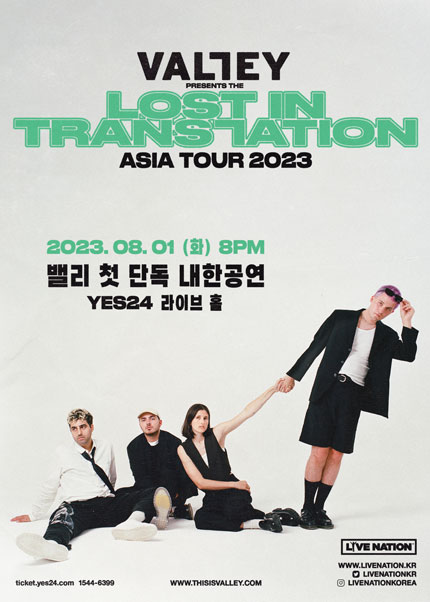 VALLEY
PRESENTS THE
LOST IN
TRANSLATION
ASIA TOUR 2023
2023. 08. 01 (화) 8PM
밸리 첫 단독 내한공연
YES24 라이브 홀
LIVE NATION
WWW.LIVENATION.KR
LIVENATIONKR
LIVENATIONKOREA
ticket.yes24.com 1544-6399
WWW.THISISVALLEY.COM